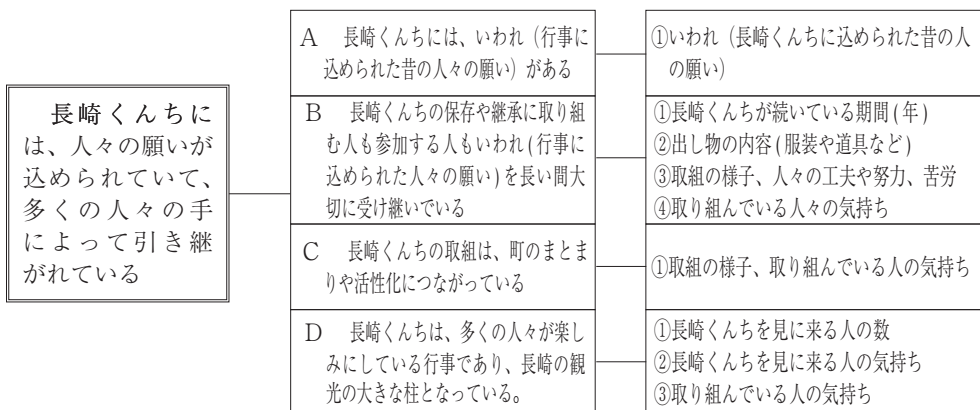 長崎くんちに
は、人々の願いが
込められていて、
多くの人々の手
によって引き継
がれている
A 長崎くんちには、いわれ（行事に
込められた昔の人々の願い）がある
①いわれ（長崎くんちに込められた昔の人
の願い）
B 長崎くんちの保存や継承に取り組
む人も参加する人もいわれ(行事に
込められた人々の願い)を長い間大
切に受け継いでいる
①長崎くんちが続いている期間(年)
②出し物の内容(服装や道具など)
③取組の様子、人々の工夫や努力、苦労
④取り組んでいる人々の気持ち
C 長崎くんちの取組は、町のまとま
りや活性化につながっている
①取組の様子、取り組んでいる人の気持ち
D 長崎くんちは、多くの人々が楽し
みにしている行事であり、長崎の観
光の大きな柱となっている。
①長崎くんちを見に来る人の数
②長崎くんちを見に来る人の気持ち
③取り組んでいる人の気持ち